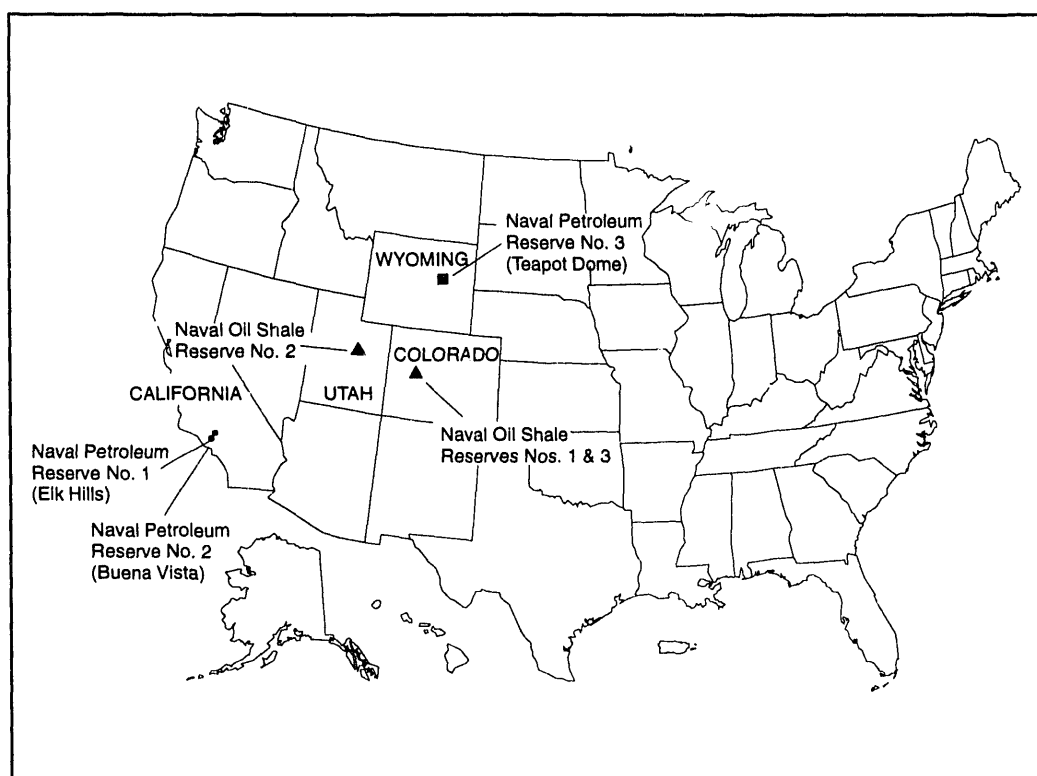 Naval Petroleum
Reserve No. 3
(Teapot Dome)
WYOMING
Naval Oil Shale
Reserve No. 2
COLORADO
CALIFORNIA
UTAH
Naval Oil Shale
Reserves Nos. 1 & 3
Naval Petroleum
Reserve No. 1
(Elk Hills)
Naval Petroleum
Reserve No. 2
(Buena Vista)